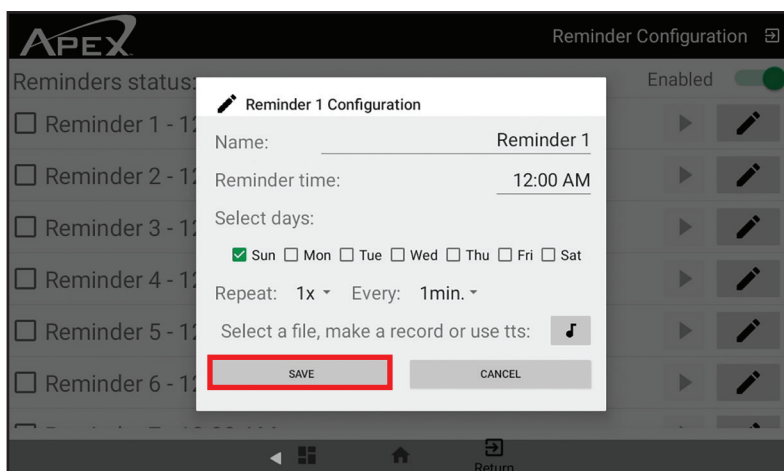 APEX
Reminder Configuration
Reminders status:
Enabled
Reminder 1 Configuration
Reminder 1 - 12
Name: Reminder 1
Reminder 2 - 12
Reminder time: 12:00 AM
Select days:
Reminder 3 - 12
Sun Mon Tue Wed Thu Fri Sat
Reminder 4 - 12
Repeat: 1x Every: 1min.
Reminder 5 - 12
Select a file, make a record or use tts:
Reminder 6 - 12
SAVE CANCEL
Return